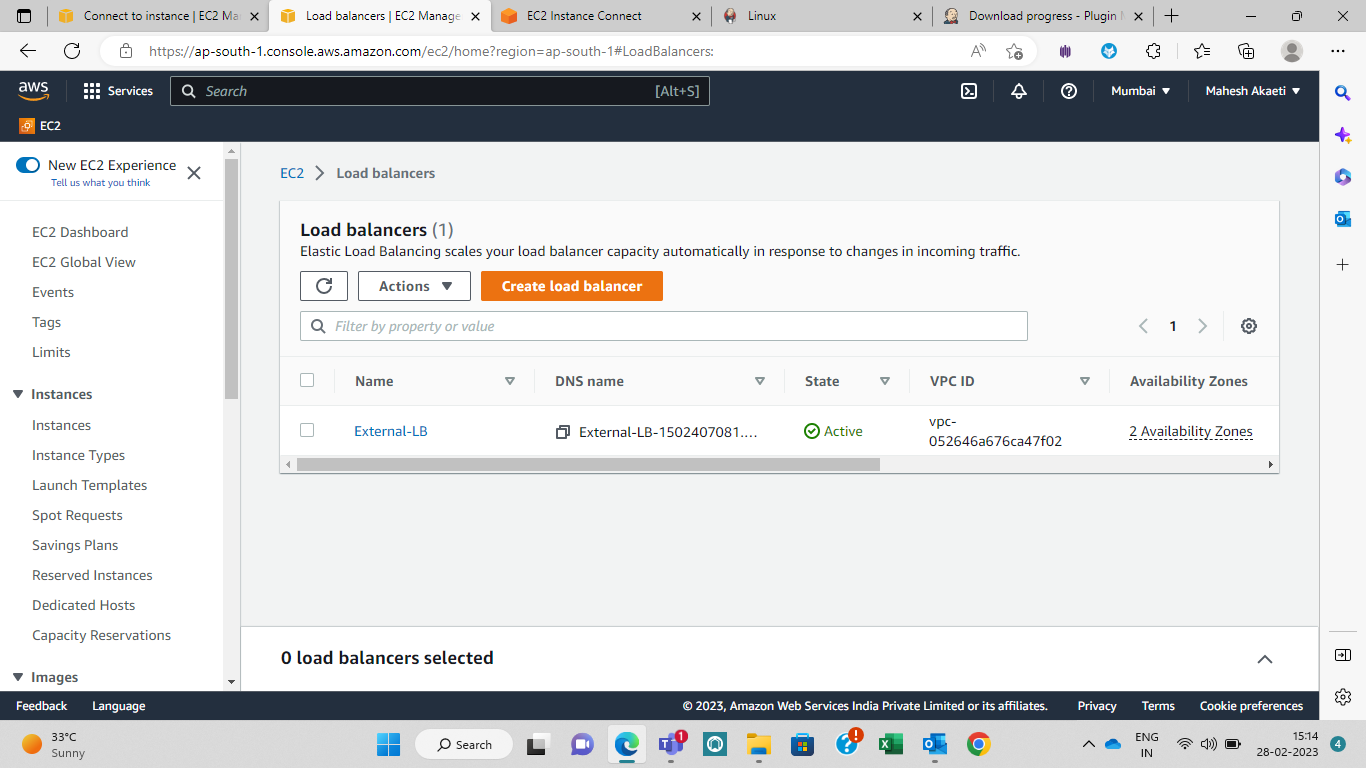 Connect to instance | EC2 Ma
Load balancers | EC2 Manage
EC2 Instance Connect
Linux
Download progress - Plugin
https://ap-south-1.console.aws.amazon.com/ec2/home?region=ap-south-1#LoadBalancers:
aws
Services
Search
[Alt+S]
Mumbai
Mahesh Akaeti
EC2
New EC2 Experience
Tell us what you think
EC2 Dashboard
EC2 Global View
Events
Tags
Limits
Instances
Instances
Instance Types
Launch Templates
Spot Requests
Savings Plans
Reserved Instances
Dedicated Hosts
Capacity Reservations
Images
EC2
Load balancers
Load balancers (1)
Elastic Load Balancing scales your load balancer capacity automatically in response to changes in incoming traffic.
Actions
Create load balancer
Filter by property or value
1
Name
DNS name
State
VPC ID
Availability Zones
External-LB
External-LB-1502407081....
Active
vpc-
052646a676ca47f02
2 Availability Zones
0 load balancers selected
Feedback
Language
© 2023, Amazon Web Services India Private Limited or its affiliates.
Privacy
Terms
Cookie preferences
33°C
Sunny
Search
1
ENG
IN
15:14
28-02-2023
4